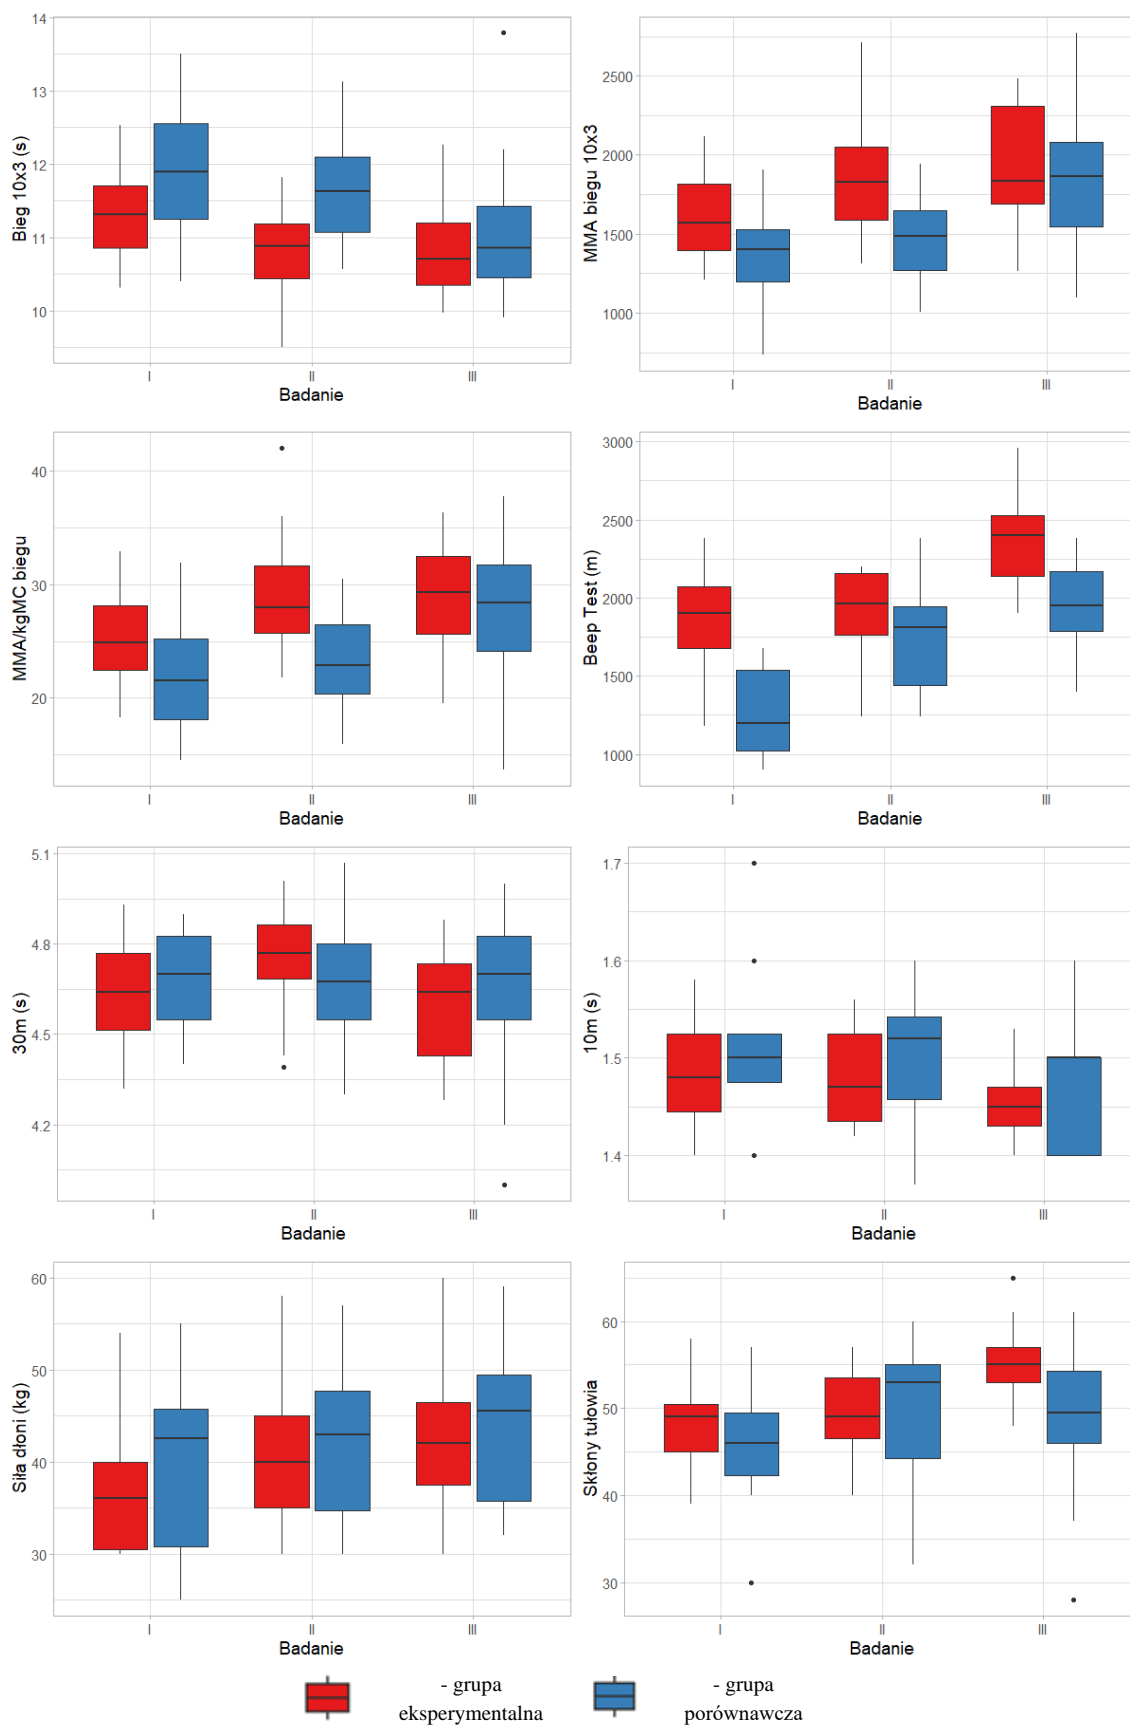 14
13
12
11
10
Bieg 10x3 (s)
I II III
Badanie
2500
2000
1500
1000
MMA biegu 10x3
I II III
Badanie
40
30
20
MMA/kgMC biegu
I II III
Badanie
3000
2500
2000
1500
1000
Beep Test (m)
I II III
Badanie
5.1
4.8
4.5
4.2
30m (s)
I II III
Badanie
1.7
1.6
1.5
1.4
10m (s)
I II III
Badanie
60
50
40
30
Siła dłoni (kg)
I II III
Badanie
60
50
40
30
Skłony tułowia
I II III
Badanie
- grupa
eksperymentalna
- grupa
porównawcza